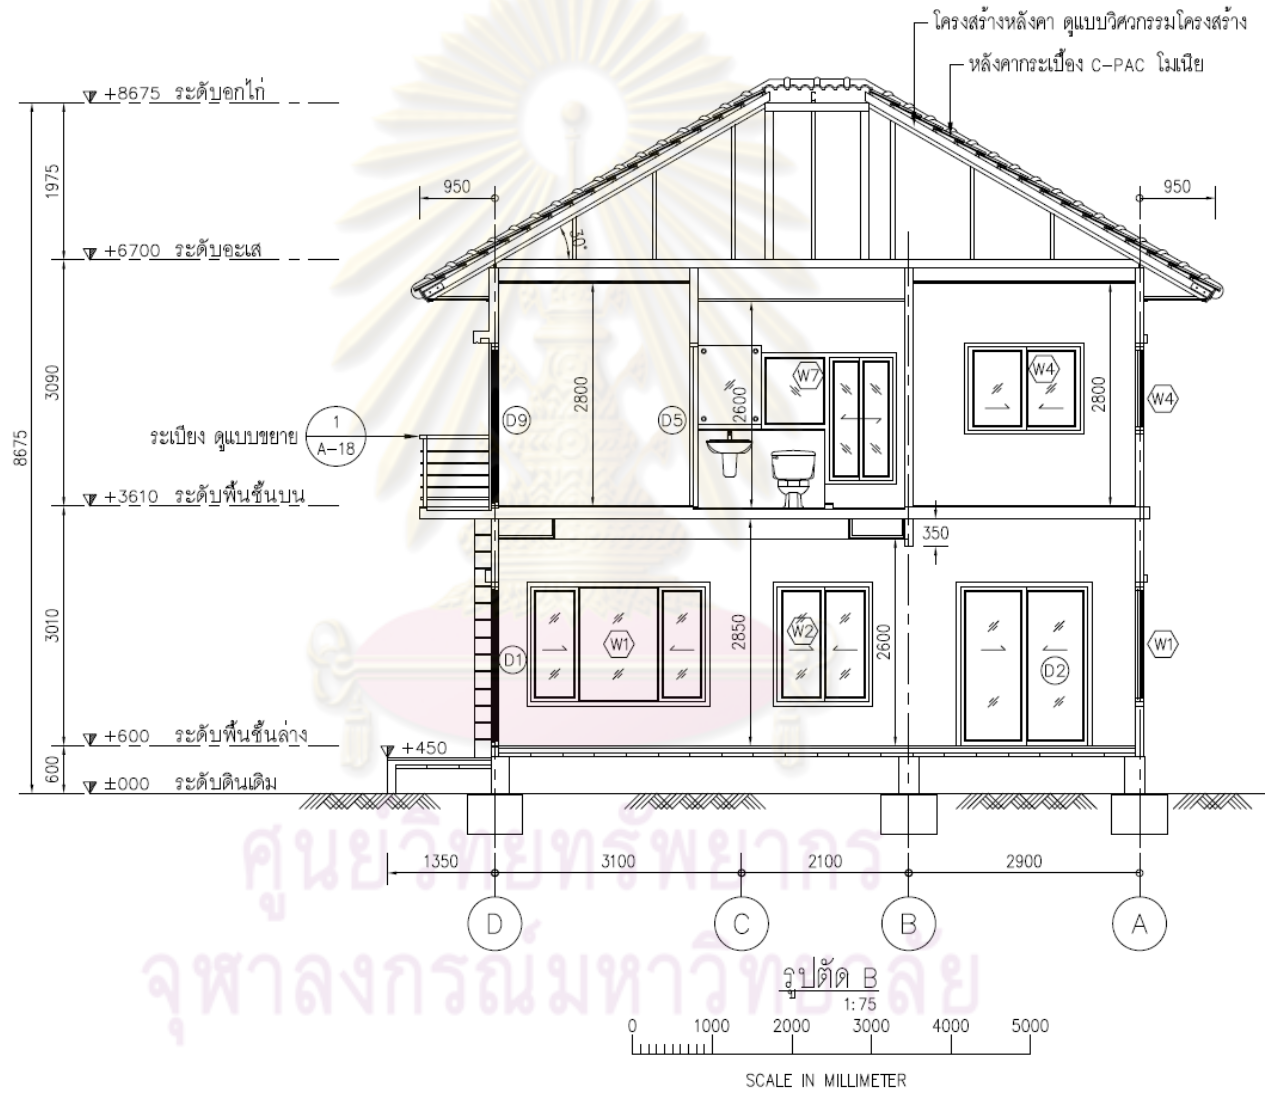 โครงสร้างหลังคา ดูแบบวิศวกรรมโครงสร้าง
หลังคากระเบื้อง C-PAC โมเนีย
+8675 ระดับอกไก่
1975
950
950
30°
+6700 ระดับอะเส
3090
8675
ระเบียง ดูแบบขยาย
1
A-18
2800
2600
2800
D9
D5
W7
W4
W4
+3610 ระดับพื้นชั้นบน
350
3010
2850
2600
D1
W1
W2
D2
W1
+600 ระดับพื้นชั้นล่าง
+450
600
±000 ระดับดินเดิม
1350
3100
2100
2900
D
C
B
A
ศูนย์วิทยทรัพยากร
จุฬาลงกรณ์มหาวิทยาลัย
รูปตัด B
1:75
0 1000 2000 3000 4000 5000
SCALE IN MILLIMETER